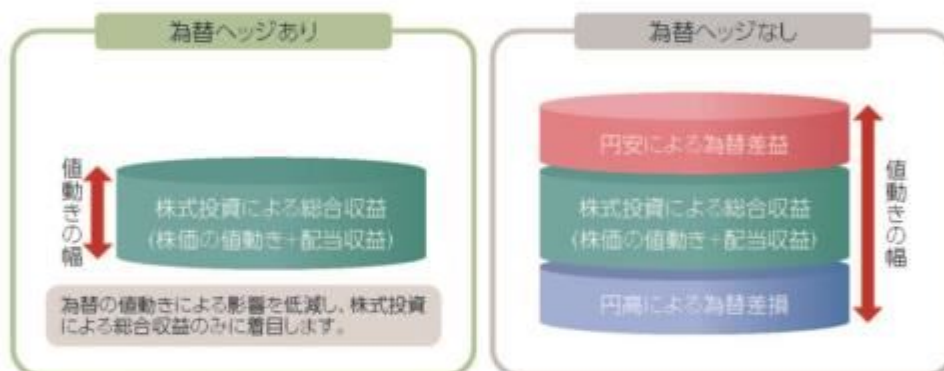 為替ヘッジあり
値動きの幅
株式投資による総合収益
(株価の値動き+配当収益)
為替の値動きによる影響を低減し、株式投資
による総合収益のみに着目します。
為替ヘッジなし
円安による為替差益
株式投資による総合収益
(株価の値動き+配当収益)
円高による為替差損
値動きの幅